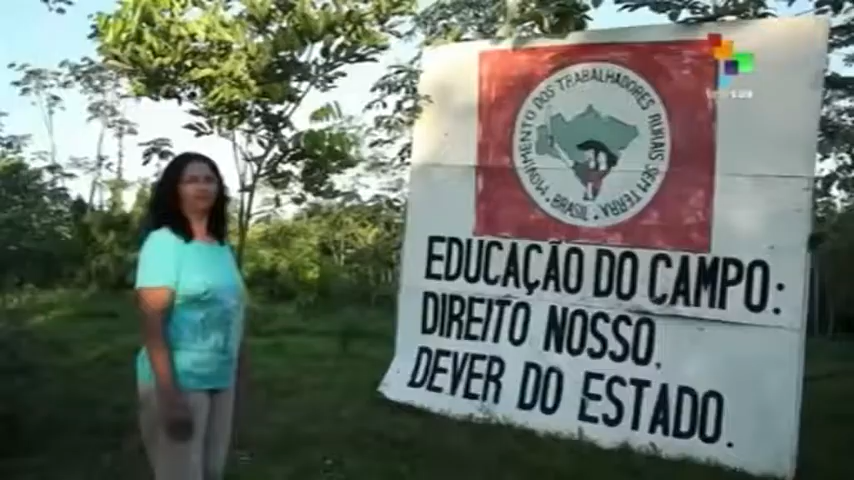 MOVIMENTO DOS TRABALHADORES RURAIS SEM TERRA
• BRASIL •
EDUCAÇÃO DO CAMPO:
DIREITO NOSSO,
DEVER DO ESTADO.